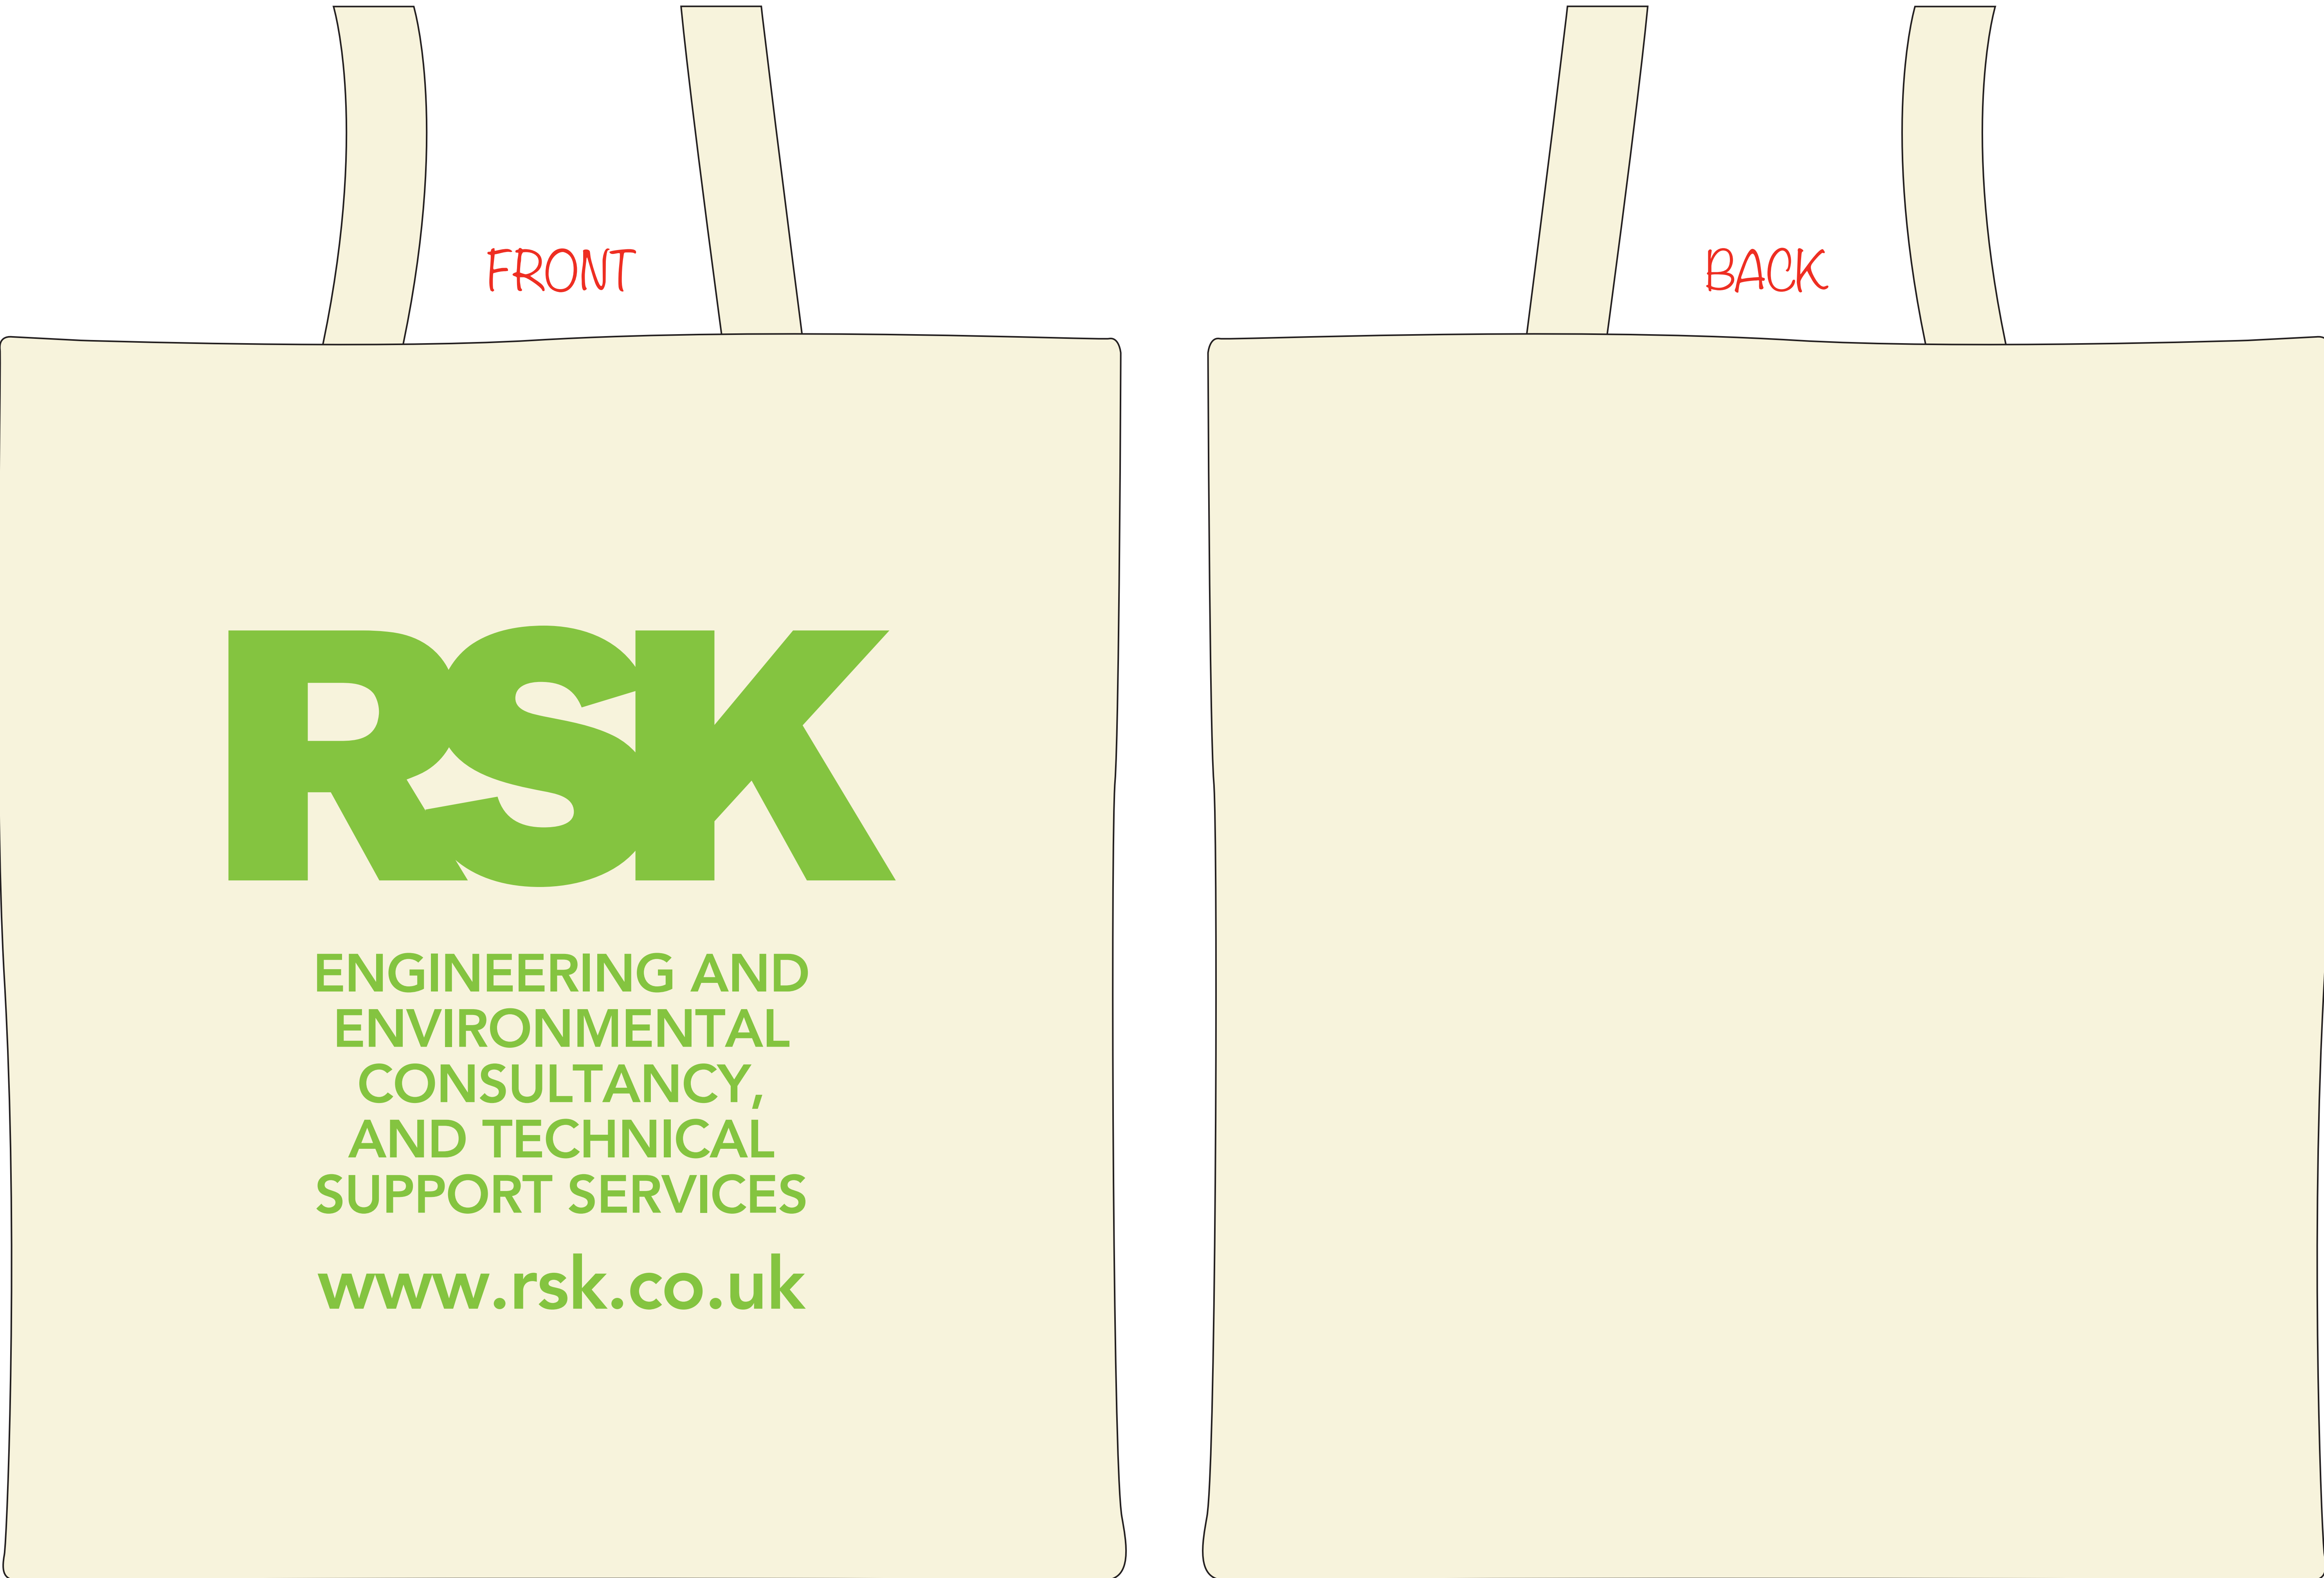 FRONT
BACK
RSK
ENGINEERING AND
ENVIRONMENTAL
CONSULTANCY,
AND TECHNICAL
SUPPORT SERVICES
www.rsk.co.uk